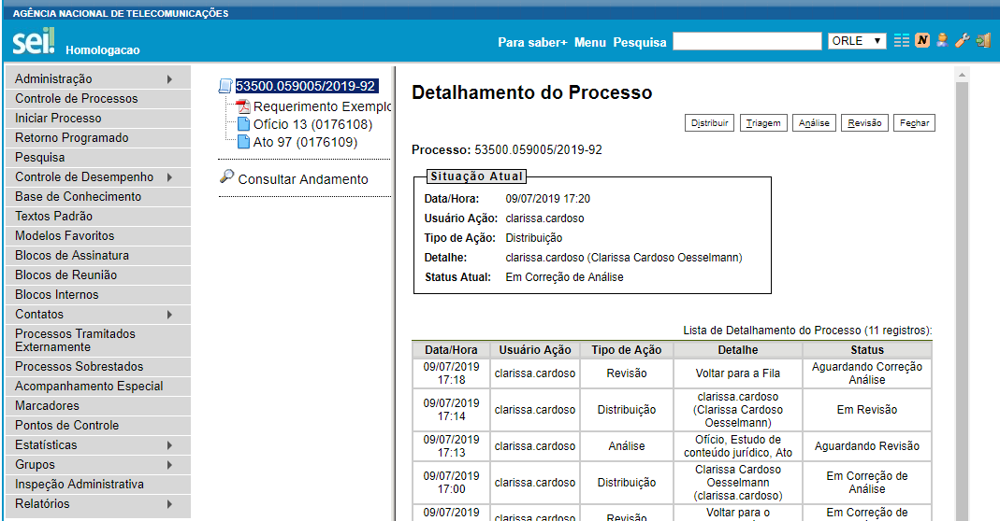 AGÊNCIA NACIONAL DE TELECOMUNICAÇÕES
sei!
Homologacao
Para saber+ Menu Pesquisa
ORLE
Administração
Controle de Processos
Iniciar Processo
Retorno Programado
Pesquisa
Controle de Desempenho
Base de Conhecimento
Textos Padrão
Modelos Favoritos
Blocos de Assinatura
Blocos de Reunião
Blocos Internos
Contatos
Processos Tramitados
Externamente
Processos Sobrestados
Acompanhamento Especial
Marcadores
Pontos de Controle
Estatísticas
Grupos
Inspeção Administrativa
Relatórios
53500.059005/2019-92
Requerimento Exemplo
Ofício 13 (0176108)
Ato 97 (0176109)
Consultar Andamento
Detalhamento do Processo
Distribuir Triagem Análise Revisão Fechar
Processo: 53500.059005/2019-92
Situação Atual
Data/Hora: 09/07/2019 17:20
Usuário Ação: clarissa.cardoso
Tipo de Ação: Distribuição
Detalhe: clarissa.cardoso (Clarissa Cardoso Oesselmann)
Status Atual: Em Correção de Análise
Lista de Detalhamento do Processo (11 registros):
Data/Hora Usuário Ação Tipo de Ação Detalhe Status
09/07/2019
17:18
clarissa.cardoso
Revisão
Voltar para a Fila
Aguardando Correção
Análise
09/07/2019
17:14
clarissa.cardoso
Distribuição
clarissa.cardoso
(Clarissa Cardoso
Oesselmann)
Em Revisão
09/07/2019
17:13
clarissa.cardoso
Análise
Ofício, Estudo de
conteúdo jurídico, Ato
Aguardando Revisão
09/07/2019
17:00
clarissa.cardoso
Distribuição
Clarissa Cardoso
Oesselmann
(clarissa.cardoso)
Em Correção de
Análise
09/07/2019
clarissa.cardoso
Revisão
Voltar para o
Em Correção de